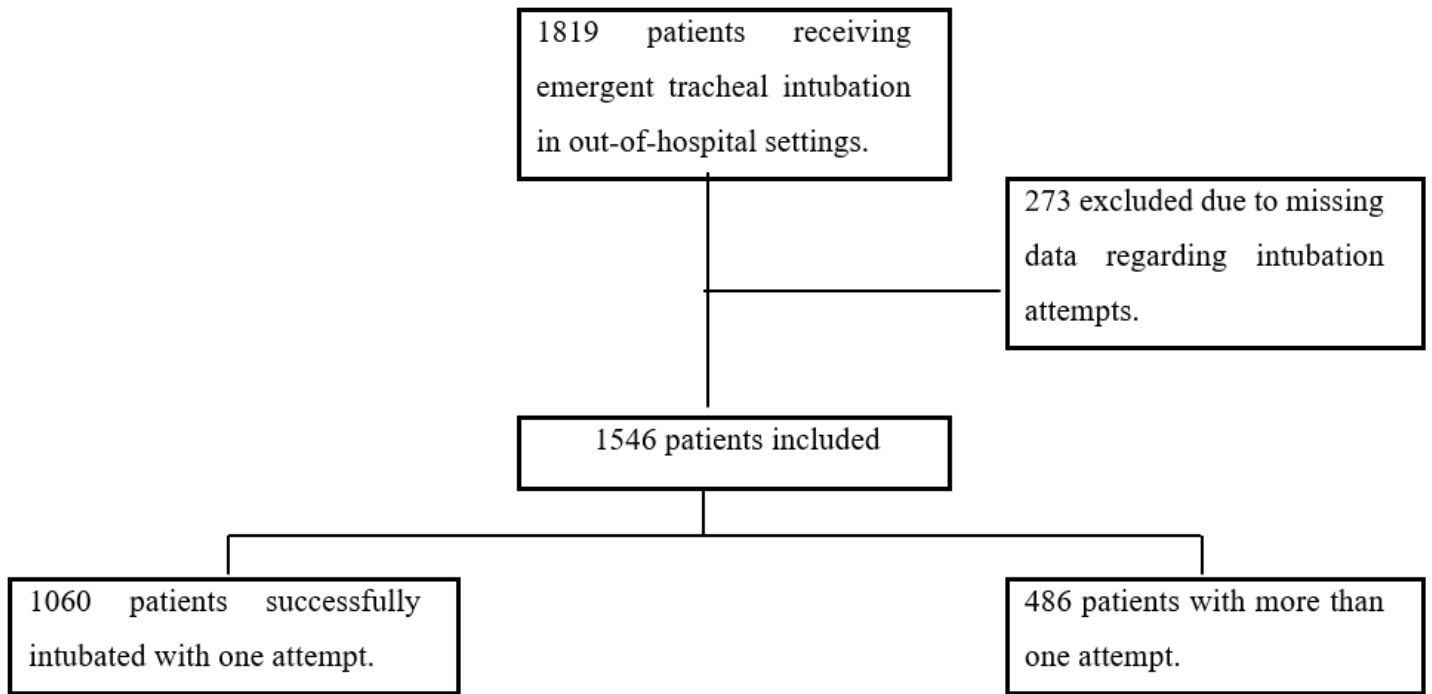 1819 patients receiving
emergent tracheal intubation
in out-of-hospital settings.
273 excluded due to missing
data regarding intubation
attempts.
1546 patients included
1060 patients successfully
intubated with one attempt.
486 patients with more than
one attempt.